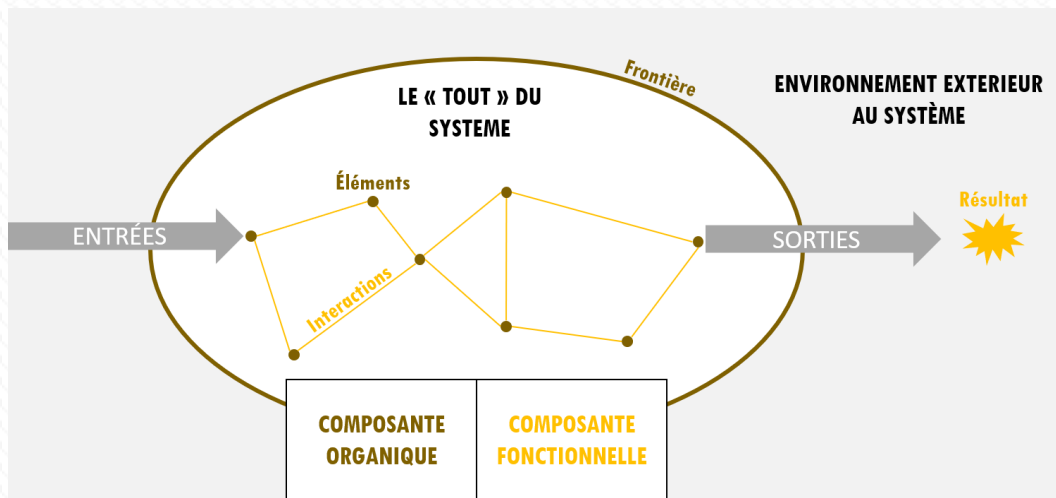 Frontière
LE « TOUT » DU
SYSTEME
ENVIRONNEMENT EXTERIEUR
AU SYSTÈME
Éléments
Résultat
ENTRÉES
SORTIES
Interactions
COMPOSANTE
ORGANIQUE
COMPOSANTE
FONCTIONNELLE